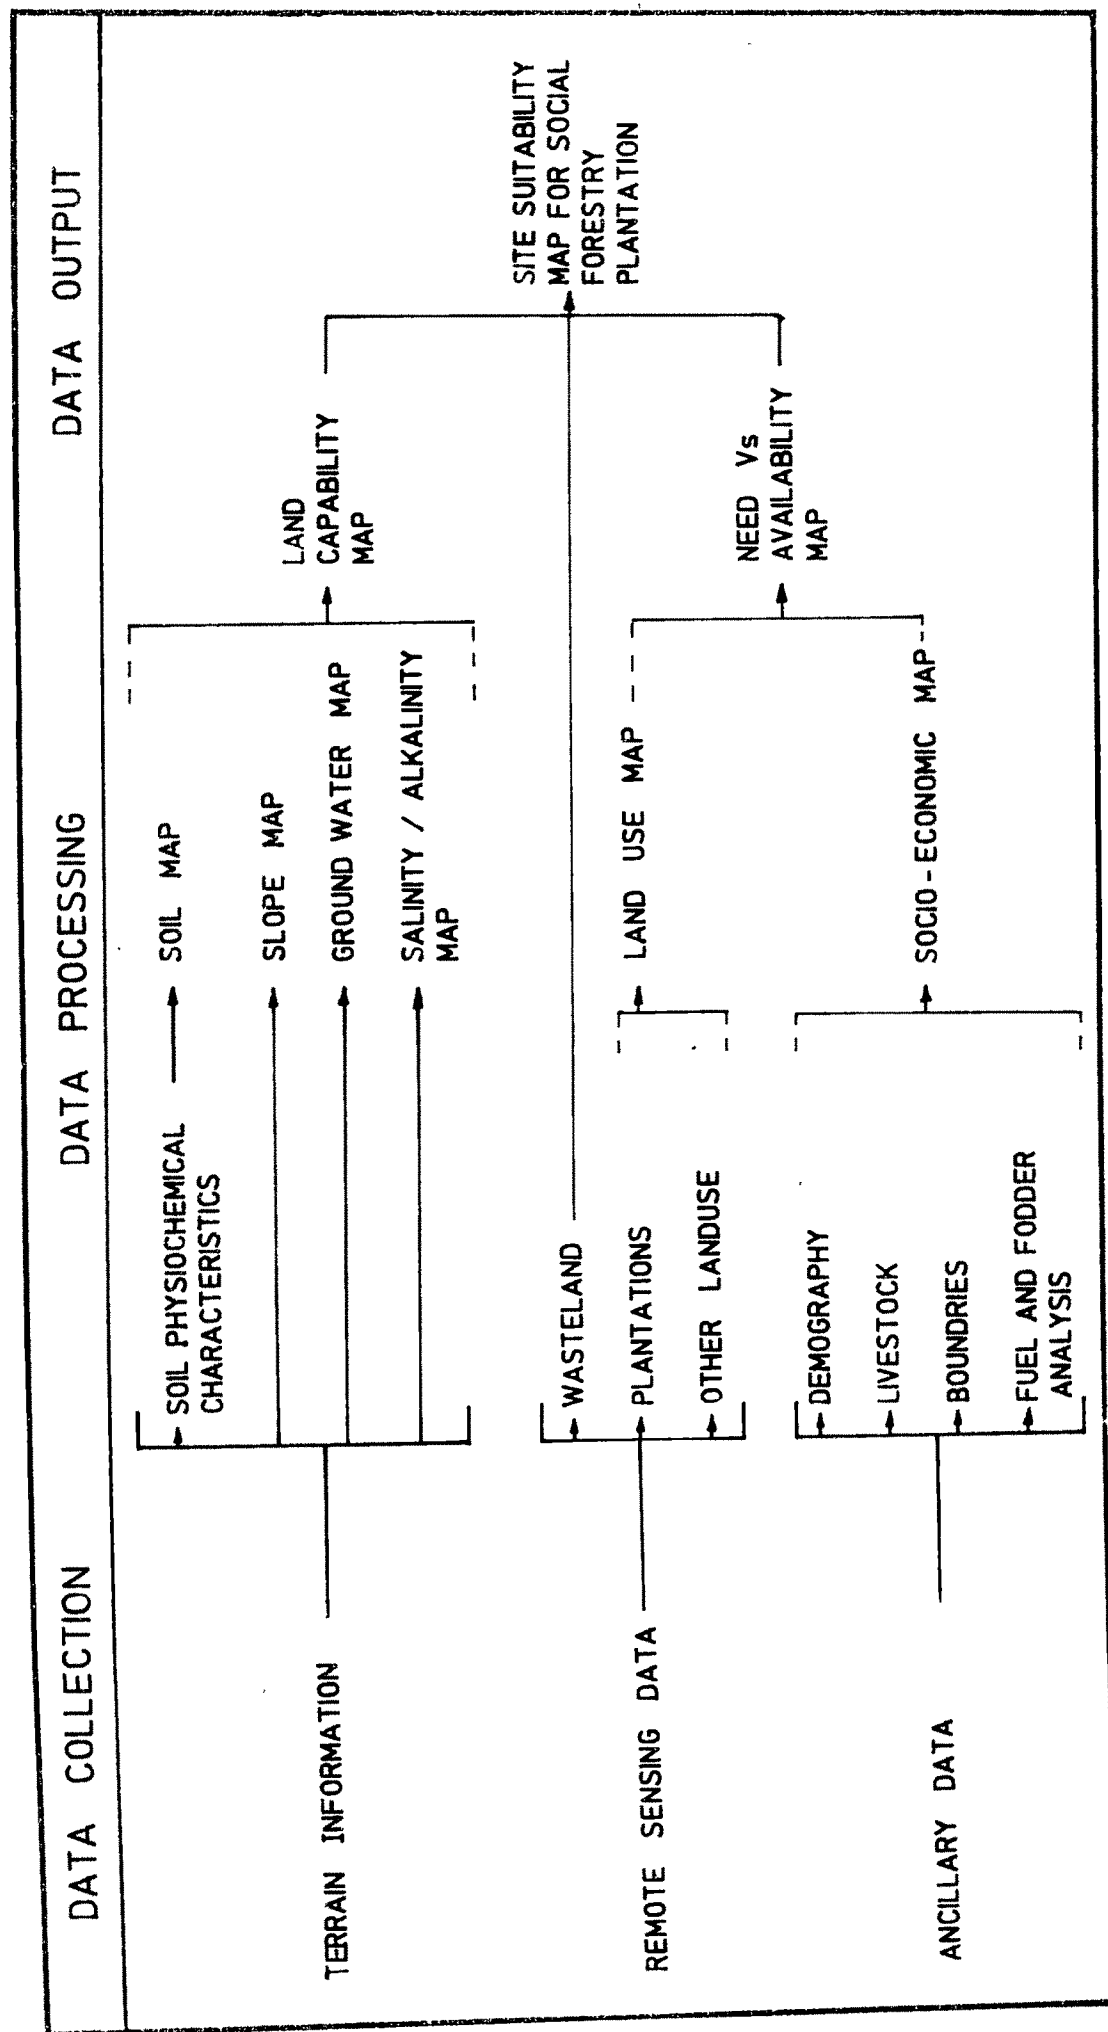 DATA COLLECTION
DATA PROCESSING
DATA OUTPUT
TERRAIN INFORMATION
SOIL PHYSIOCHEMICAL
CHARACTERISTICS
SOIL MAP
SLOPE MAP
GROUND WATER MAP
SALINITY / ALKALINITY
MAP
LAND
CAPABILITY
MAP
REMOTE SENSING DATA
WASTELAND
PLANTATIONS
OTHER LANDUSE
LAND USE MAP
SITE SUITABILITY
MAP FOR SOCIAL
FORESTRY
PLANTATION
ANCILLARY DATA
DEMOGRAPHY
LIVESTOCK
BOUNDRIES
FUEL AND FODDER
ANALYSIS
SOCIO-ECONOMIC MAP
NEED Vs
AVAILABILITY
MAP